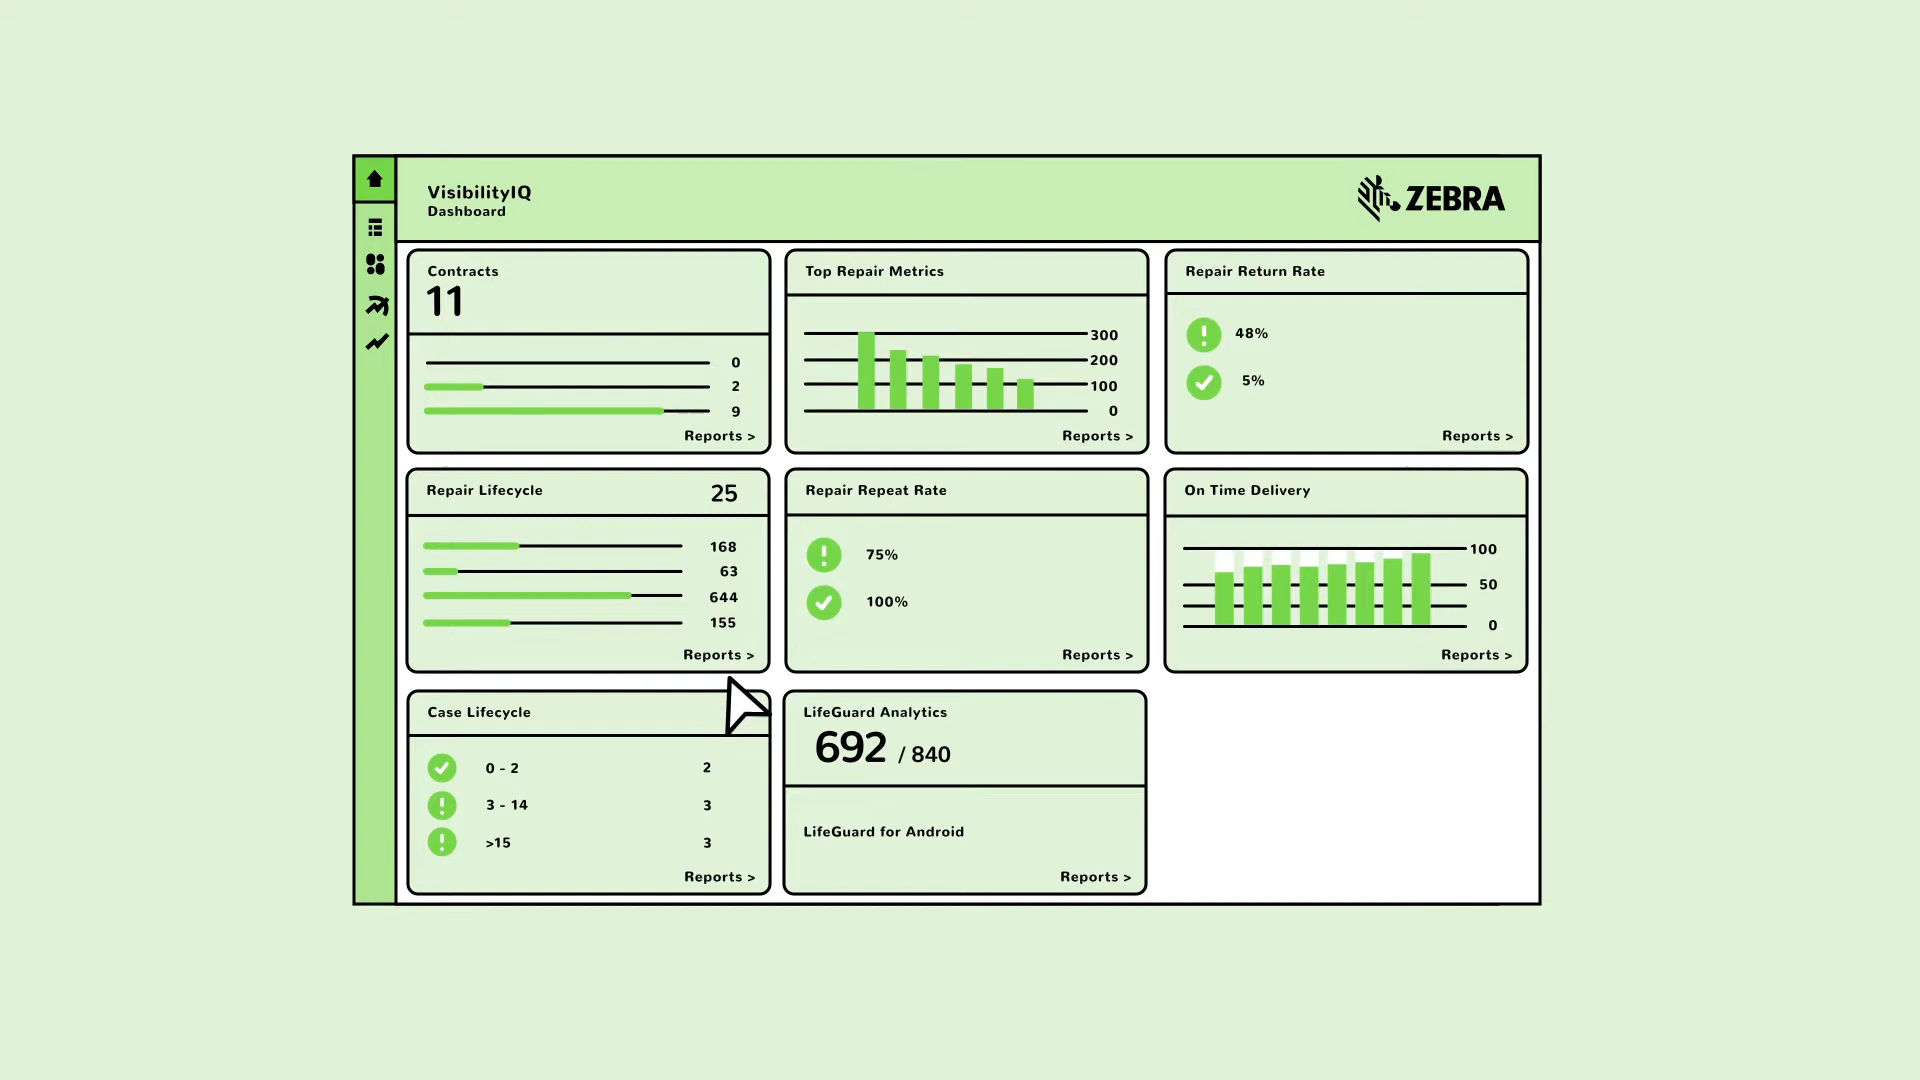 VisibilityIQ
Dashboard
ZEBRA
Contracts
11
0
2
9
Reports >
Top Repair Metrics
300
200
100
0
Reports >
Repair Return Rate
48%
5%
Reports >
Repair Lifecycle 25
168
63
644
155
Reports >
Repair Repeat Rate
75%
100%
Reports >
On Time Delivery
100
50
0
Reports >
Case Lifecycle
0 - 2 2
3 - 14 3
>15 3
Reports >
LifeGuard Analytics
692 / 840
LifeGuard for Android
Reports >